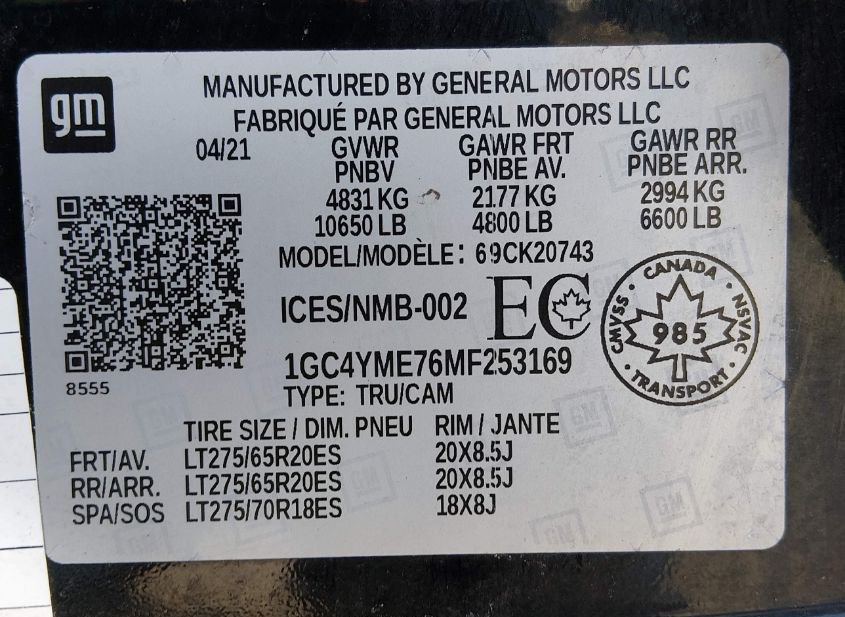 gm
MANUFACTURED BY GENERAL MOTORS LLC
FABRIQUÉ PAR GENERAL MOTORS LLC
04/21 GVWR GAWR FRT GAWR RR
PNBV PNBE AV. PNBE ARR.
4831 KG 2177 KG 2994 KG
10650 LB 4800 LB 6600 LB
MODEL/MODÈLE: 69CK20743
ICES/NMB-002 EC
CANADA
CMVSS 985 NSVAC
TRANSPORT
1GC4YME76MF253169
8555
TYPE: TRU/CAM
TIRE SIZE / DIM. PNEU RIM / JANTE
FRT/AV. LT275/65R20ES 20X8.5J
RR/ARR. LT275/65R20ES 20X8.5J
SPA/SOS LT275/70R18ES 18X8J